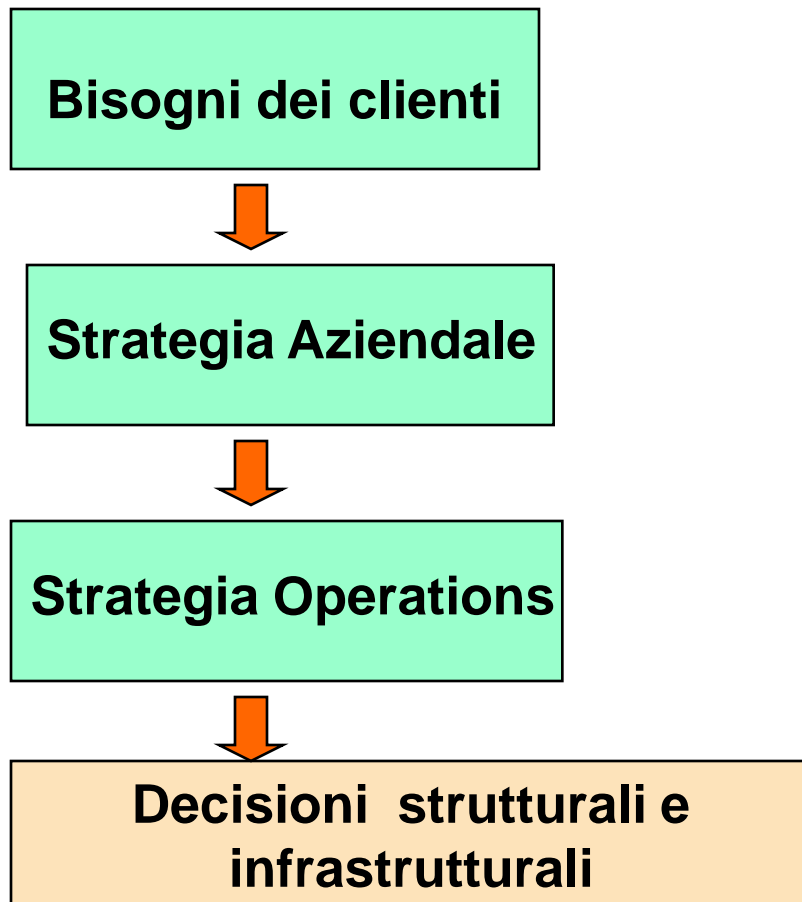 Bisogni dei clienti
Strategia Aziendale
Strategia Operations
Decisioni strutturali e
infrastrutturali